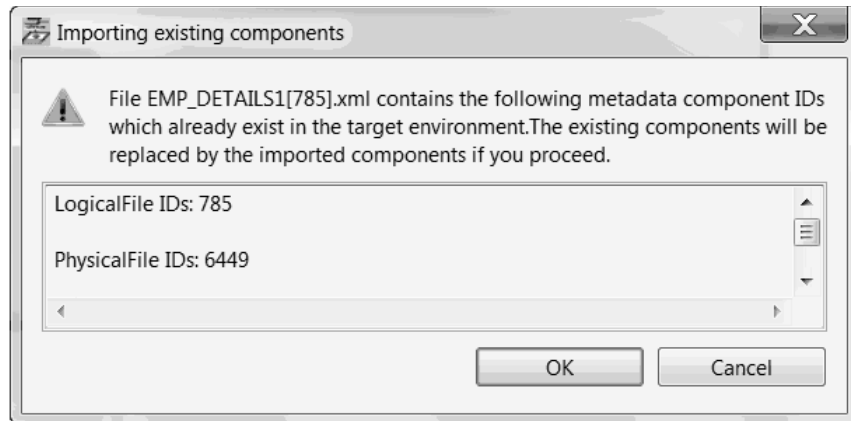 Importing existing components
File EMP_DETAILS1[785].xml contains the following metadata component IDs
which already exist in the target environment.The existing components will be
replaced by the imported components if you proceed.
LogicalFile IDs: 785
PhysicalFile IDs: 6449
OK Cancel